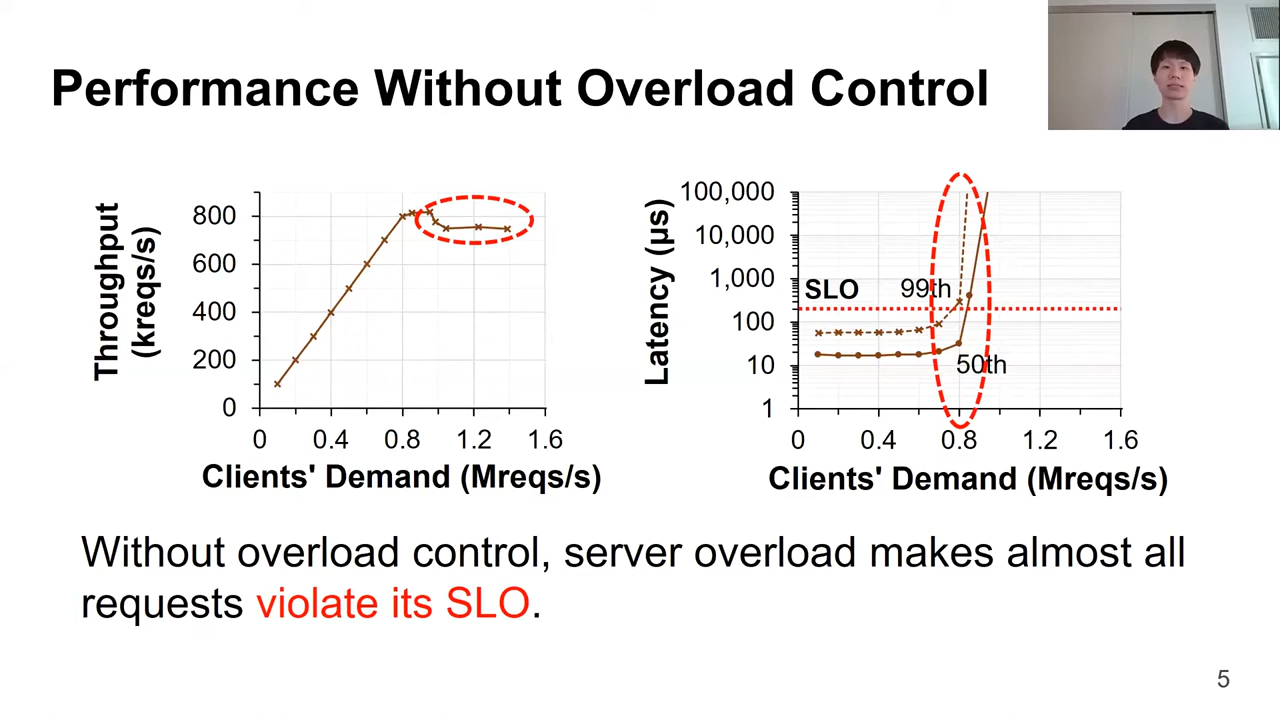 Performance Without Overload Control
Throughput
(kreqs/s)
800
600
400
200
0
0 0.4 0.8 1.2 1.6
Clients' Demand (Mreqs/s)
Latency (µs)
100,000
10,000
1,000
100
10
1
SLO
99th
50th
0 0.4 0.8 1.2 1.6
Clients' Demand (Mreqs/s)
Without overload control, server overload makes almost all
requests violate its SLO.
5